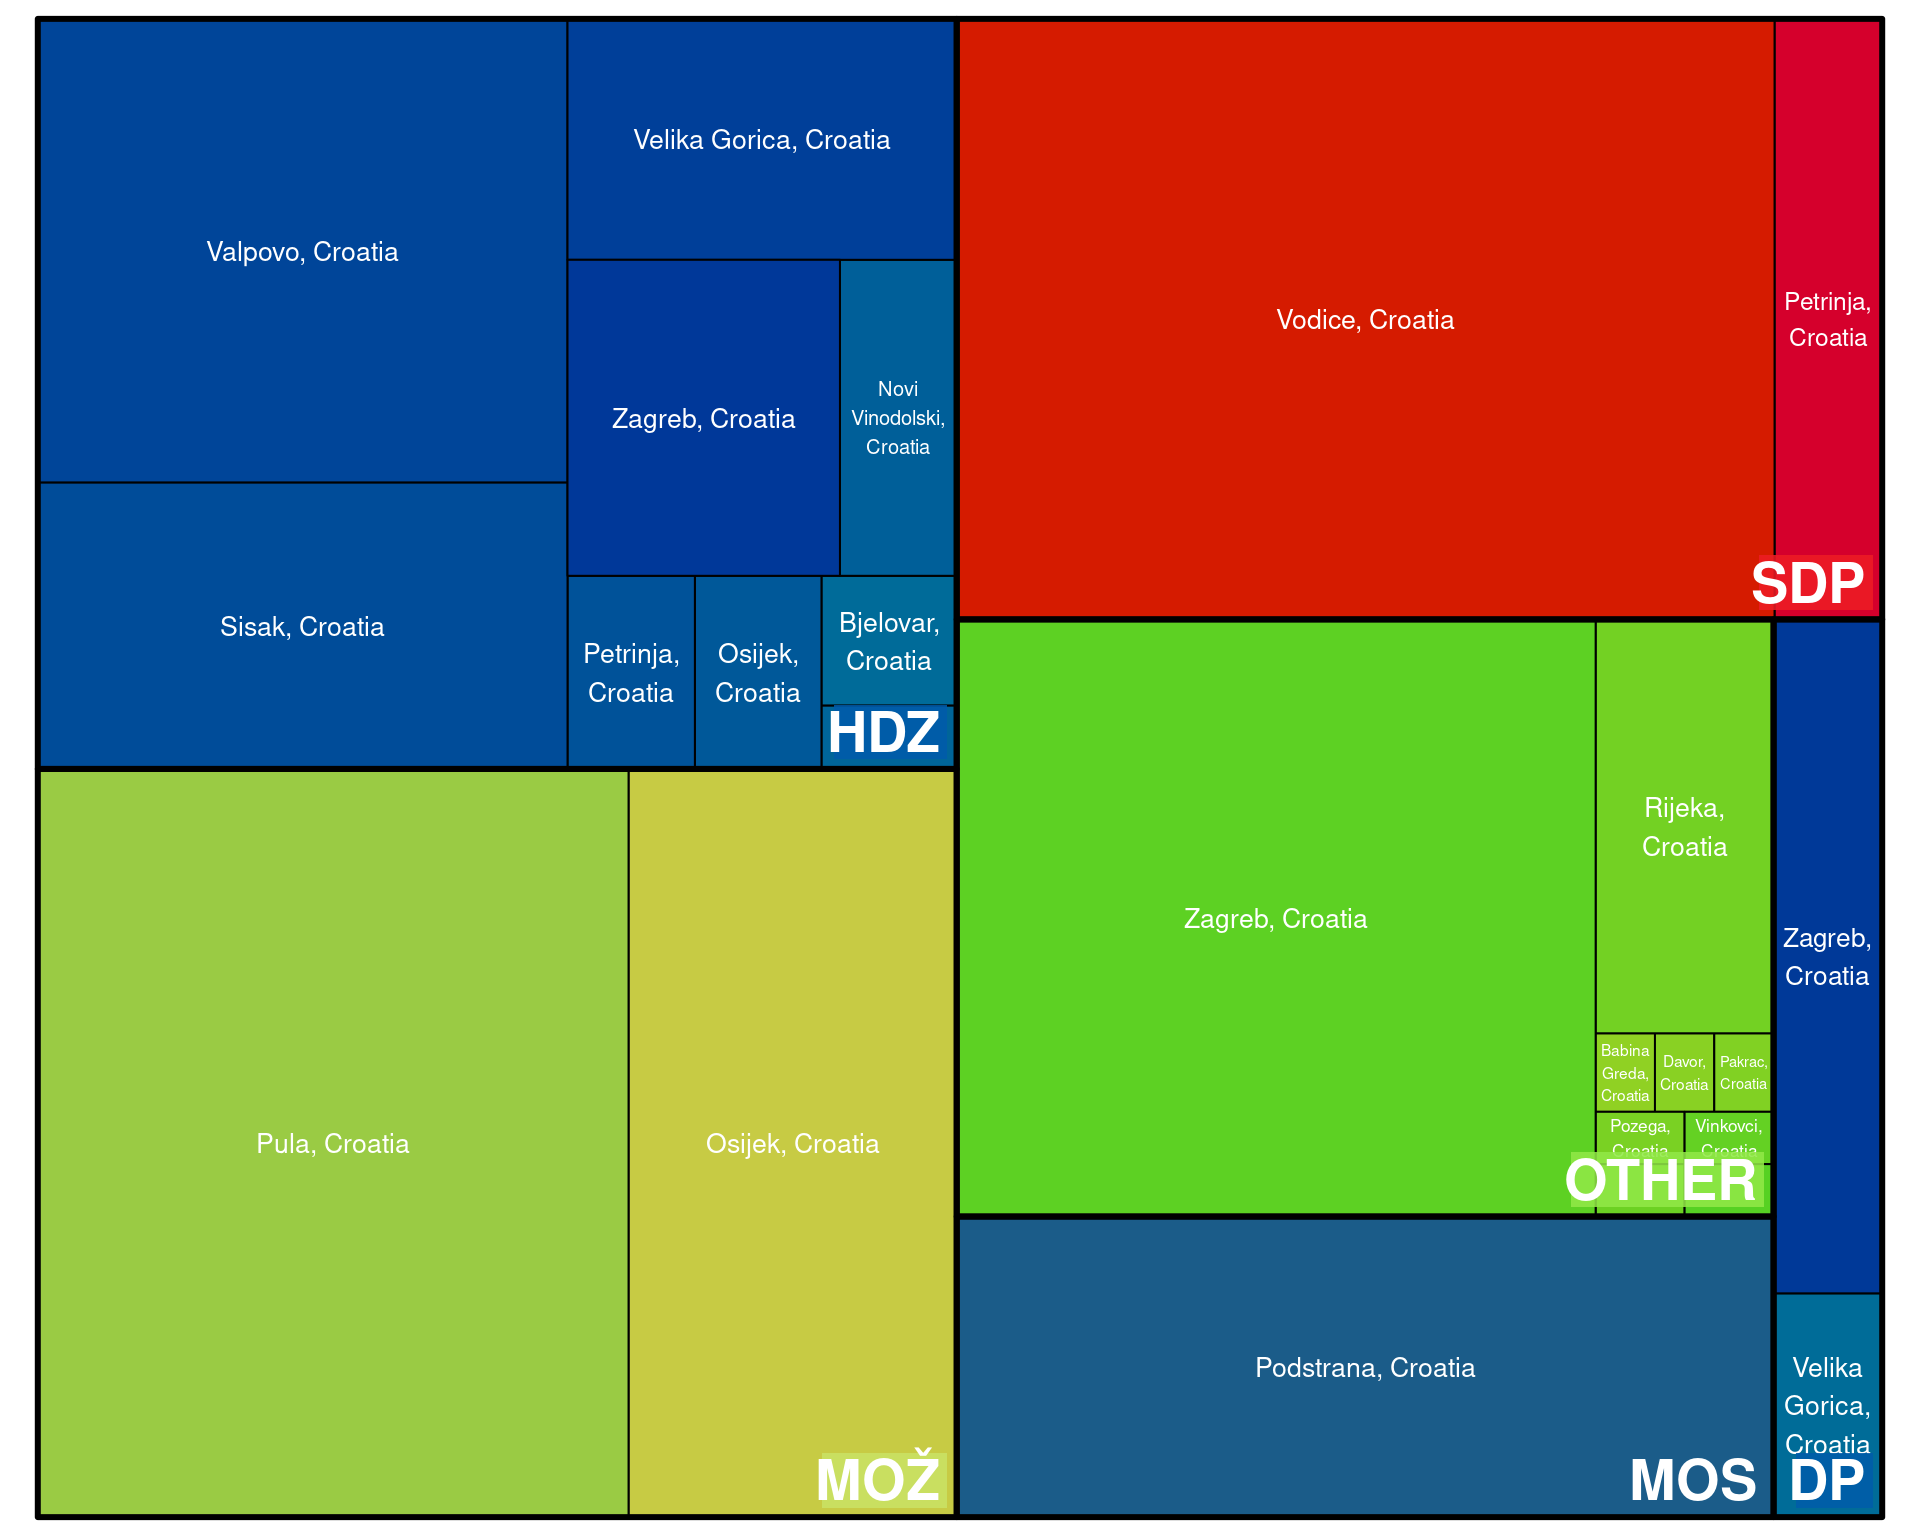 Valpovo, Croatia
Velika Gorica, Croatia
Zagreb, Croatia
Novi
Vinodolski,
Croatia
Sisak, Croatia
Petrinja,
Croatia
Osijek,
Croatia
Bjelovar,
Croatia
HDZ
Pula, Croatia
Osijek, Croatia
MOŽ
Vodice, Croatia
Petrinja,
Croatia
SDP
Zagreb, Croatia
Rijeka,
Croatia
Babina
Greda,
Croatia
Davor,
Croatia
Pakrac,
Croatia
Pozega,
Croatia
Vinkovci,
Croatia
OTHER
Podstrana, Croatia
MOS
Zagreb,
Croatia
Velika
Gorica,
Croatia
DP